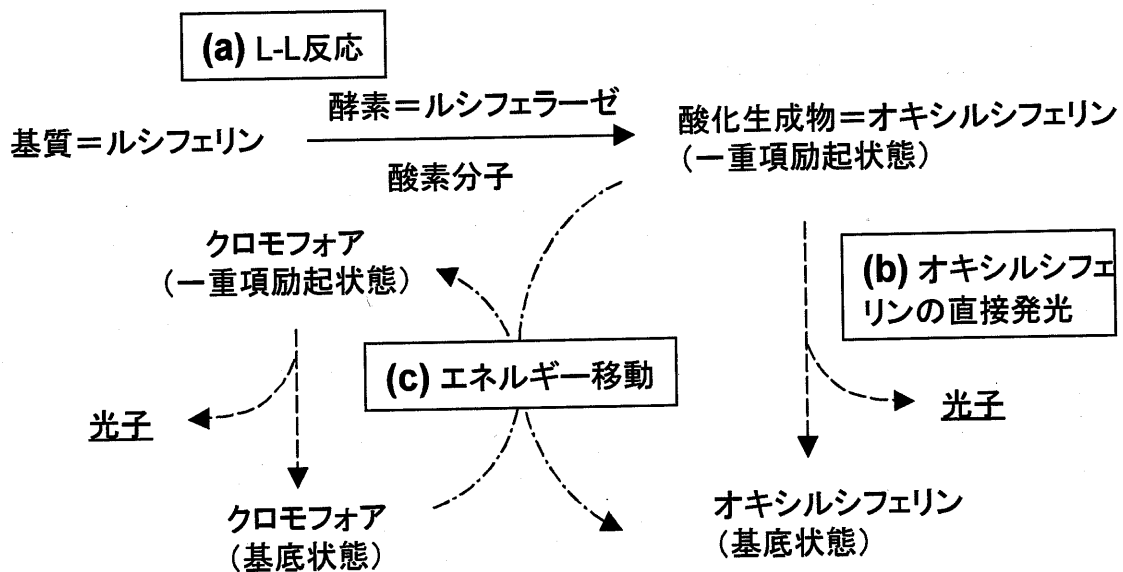 (a) L-L反応
酵素＝ルシフェラーゼ
基質＝ルシフェリン
酸素分子
酸化生成物＝オキシルシフェリン
(一重項励起状態)
クロモフォア
(一重項励起状態)
(b) オキシルシフェ
リンの直接発光
(c) エネルギー移動
光子
光子
クロモフォア
(基底状態)
オキシルシフェリン
(基底状態)